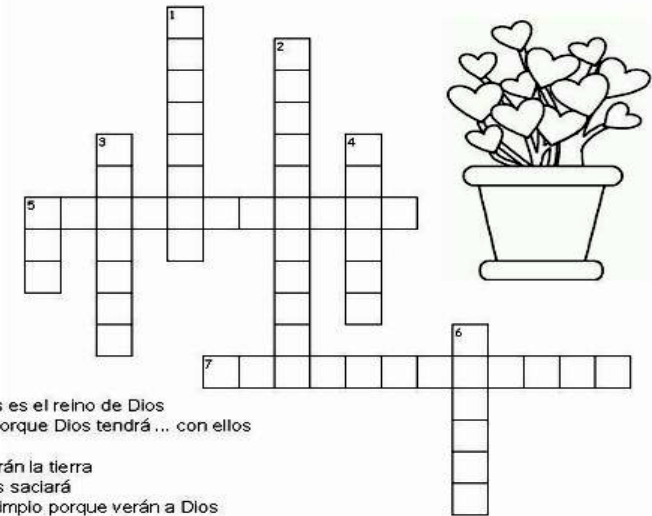 1
2
3
4
5
6
7
s es el reino de Dios
orque Dios tendrá ... con ellos
rán la tierra
s saciará
impio porque verán a Dios